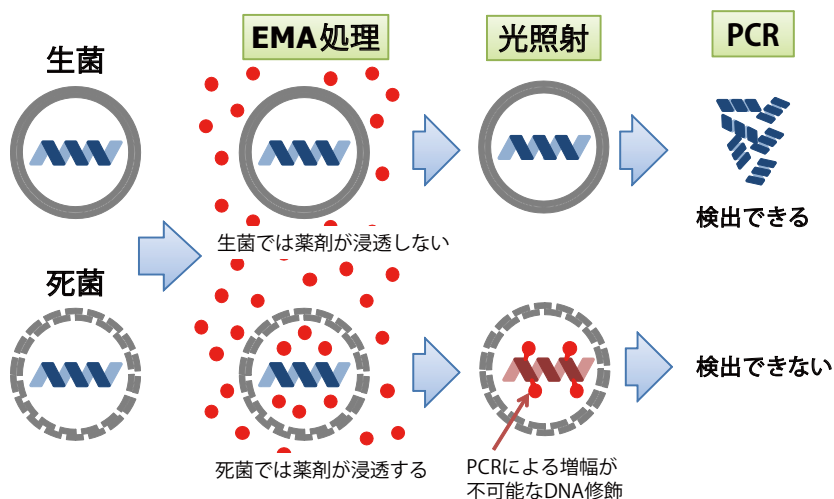 EMA処理
光照射
PCR
生菌
検出できる
生菌では薬剤が浸透しない
死菌
検出できない
死菌では薬剤が浸透する
PCRによる増幅が
不可能なDNA修飾